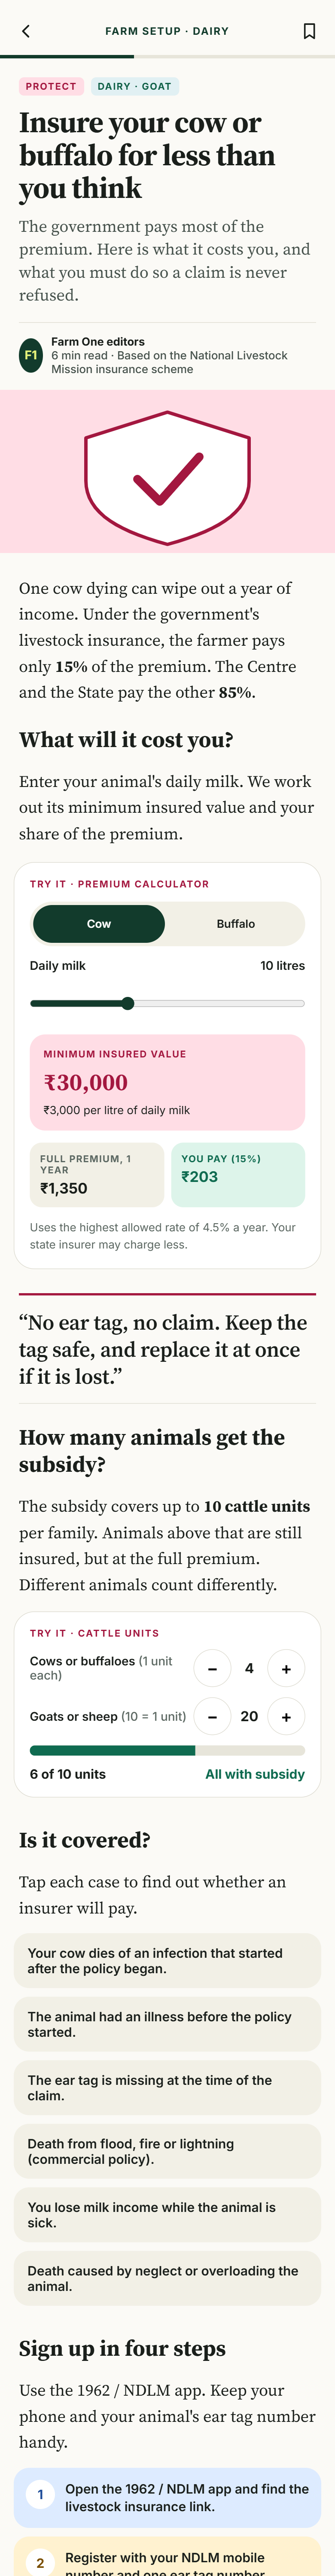 FARM SETUP · DAIRY
PROTECT
DAIRY · GOAT
Insure your cow or
buffalo for less than
you think
The government pays most of the
premium. Here is what it costs you, and
what you must do so a claim is never
refused.
F1
Farm One editors
6 min read · Based on the National Livestock
Mission insurance scheme
One cow dying can wipe out a year of
income. Under the government's
livestock insurance, the farmer pays
only 15% of the premium. The Centre
and the State pay the other 85%.
What will it cost you?
Enter your animal's daily milk. We work
out its minimum insured value and your
share of the premium.
TRY IT · PREMIUM CALCULATOR
Cow
Buffalo
Daily milk
10 litres
MINIMUM INSURED VALUE
₹30,000
₹3,000 per litre of daily milk
FULL PREMIUM, 1
YEAR
₹1,350
YOU PAY (15%)
₹203
Uses the highest allowed rate of 4.5% a year. Your
state insurer may charge less.
“No ear tag, no claim. Keep the
tag safe, and replace it at once
if it is lost.”
How many animals get the
subsidy?
The subsidy covers up to 10 cattle units
per family. Animals above that are still
insured, but at the full premium.
Different animals count differently.
TRY IT · CATTLE UNITS
Cows or buffaloes (1 unit
each)
− 4 +
Goats or sheep (10 = 1 unit)
− 20 +
6 of 10 units
All with subsidy
Is it covered?
Tap each case to find out whether an
insurer will pay.
Your cow dies of an infection that started
after the policy began.
The animal had an illness before the policy
started.
The ear tag is missing at the time of the
claim.
Death from flood, fire or lightning
(commercial policy).
You lose milk income while the animal is
sick.
Death caused by neglect or overloading the
animal.
Sign up in four steps
Use the 1962 / NDLM app. Keep your
phone and your animal's ear tag number
handy.
1
Open the 1962 / NDLM app and find the
livestock insurance link.
2
Register with your NDLM mobile
number and one ear tag number